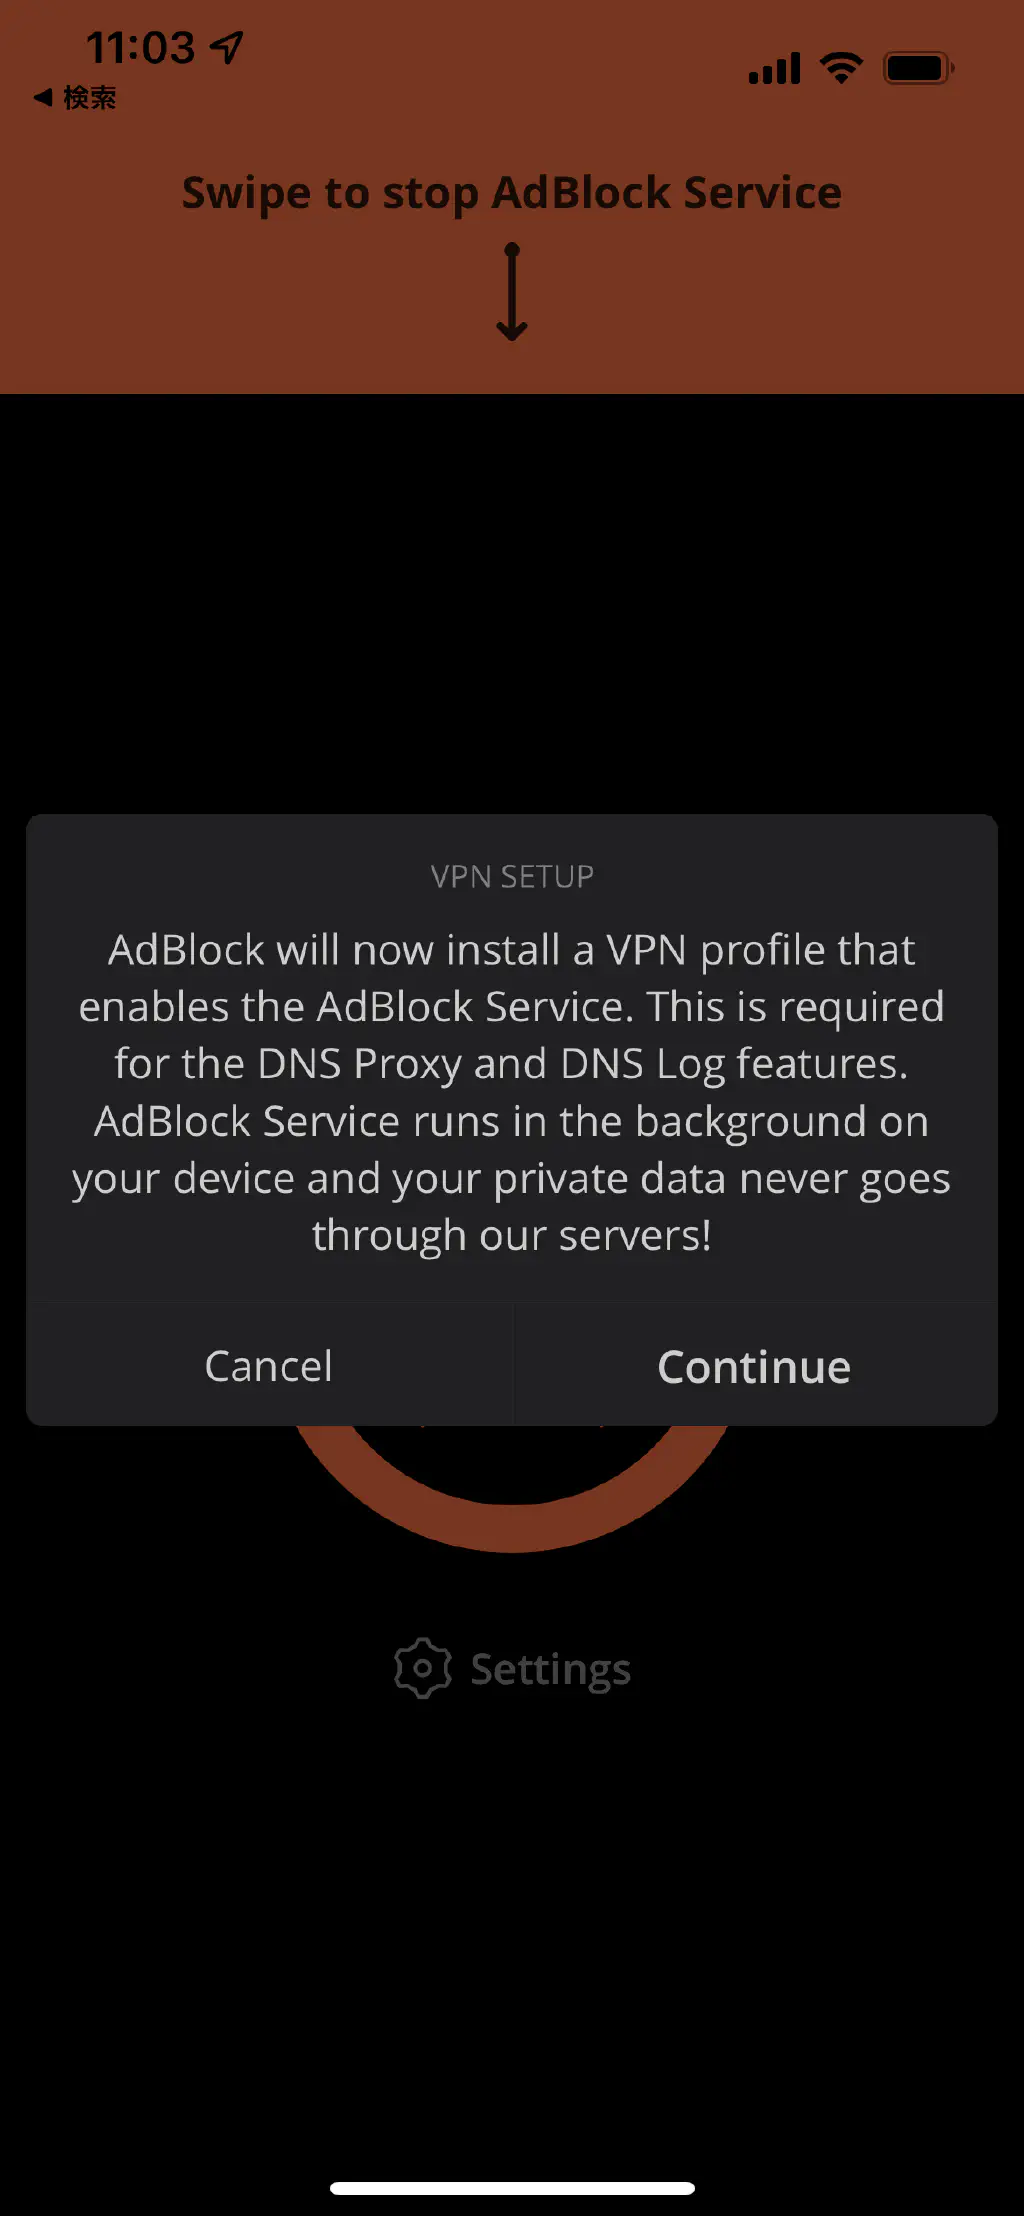 11:03
◀ 検索
Swipe to stop AdBlock Service
VPN SETUP
AdBlock will now install a VPN profile that
enables the AdBlock Service. This is required
for the DNS Proxy and DNS Log features.
AdBlock Service runs in the background on
your device and your private data never goes
through our servers!
Cancel
Continue
Settings